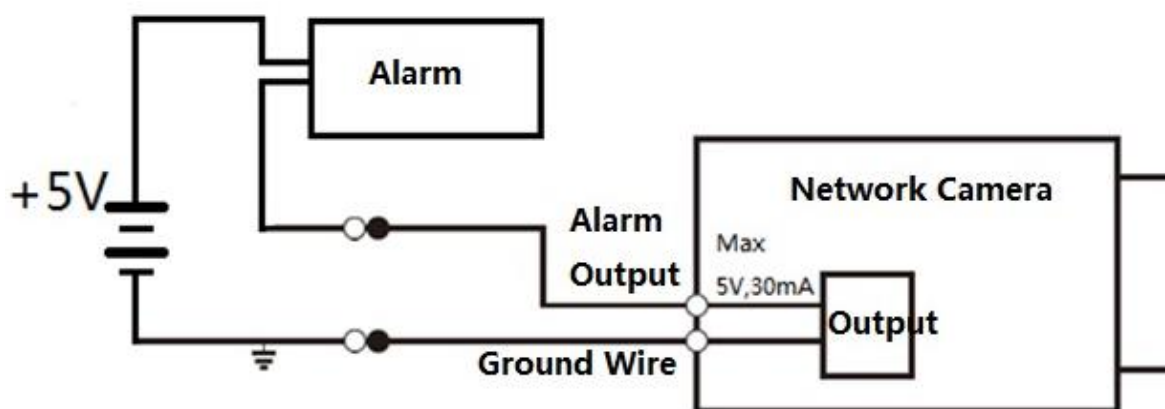 Alarm
+5V
Network Camera
Alarm
Output
Max
5V,30mA
Output
Ground Wire